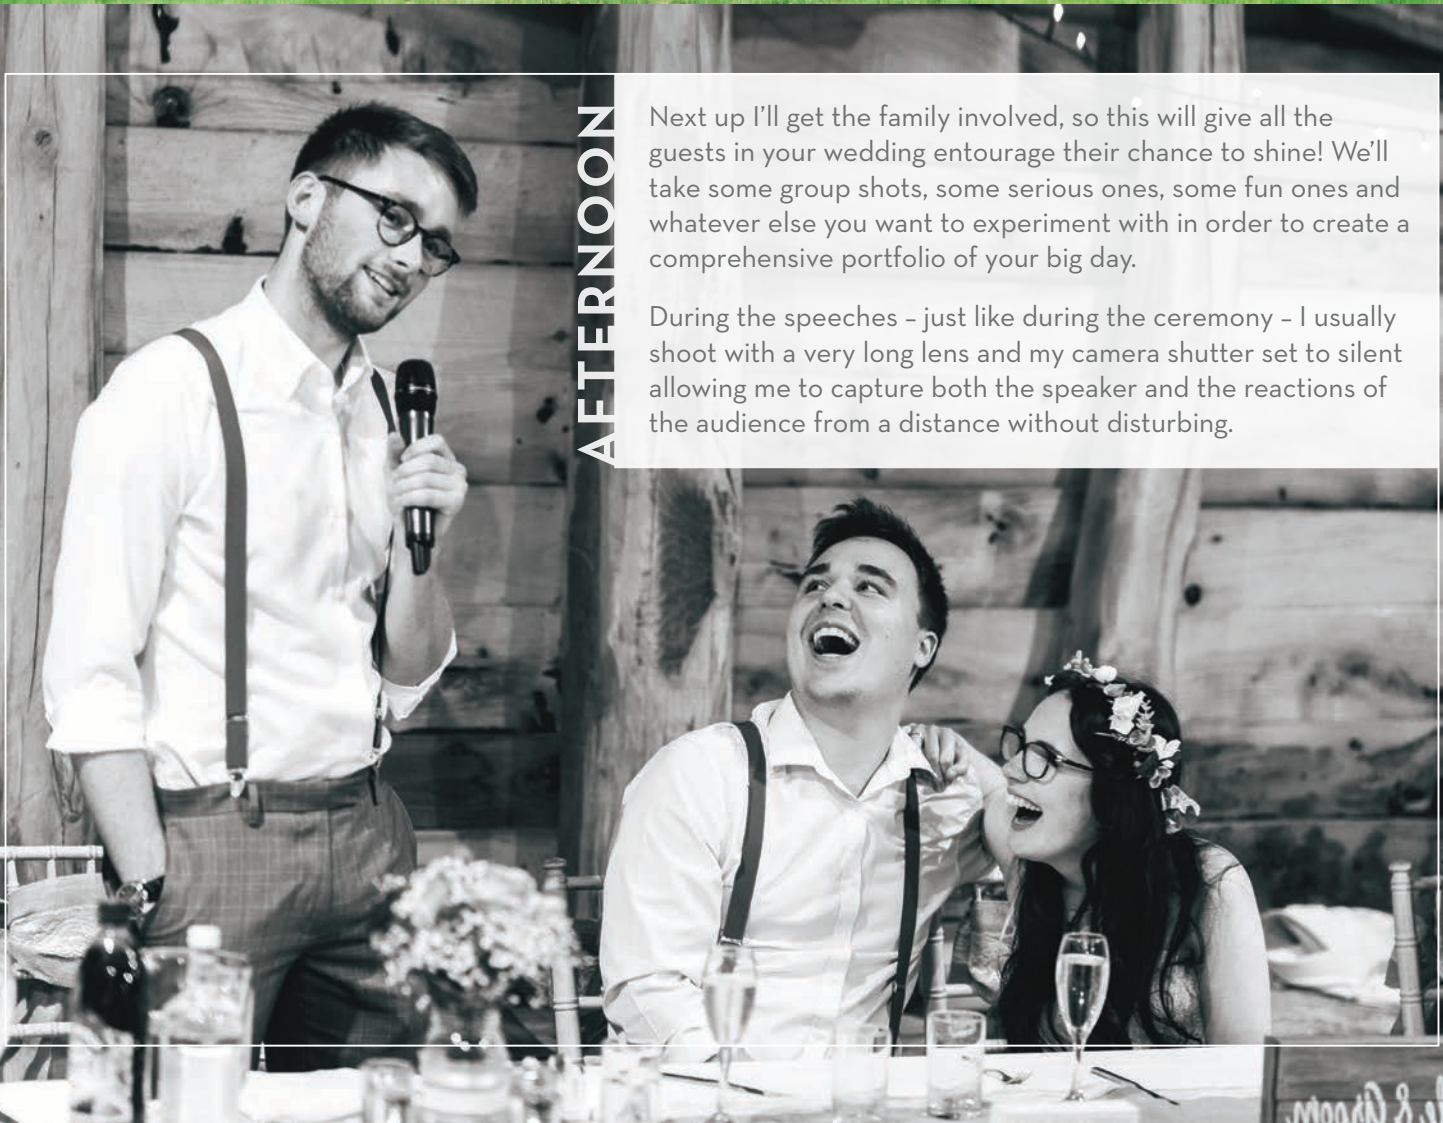 AFTERNOON
Next up I’ll get the family involved, so this will give all the
guests in your wedding entourage their chance to shine! We’ll
take some group shots, some serious ones, some fun ones and
whatever else you want to experiment with in order to create a
comprehensive portfolio of your big day.
During the speeches – just like during the ceremony – I usually
shoot with a very long lens and my camera shutter set to silent
allowing me to capture both the speaker and the reactions of
the audience from a distance without disturbing.
& Groom